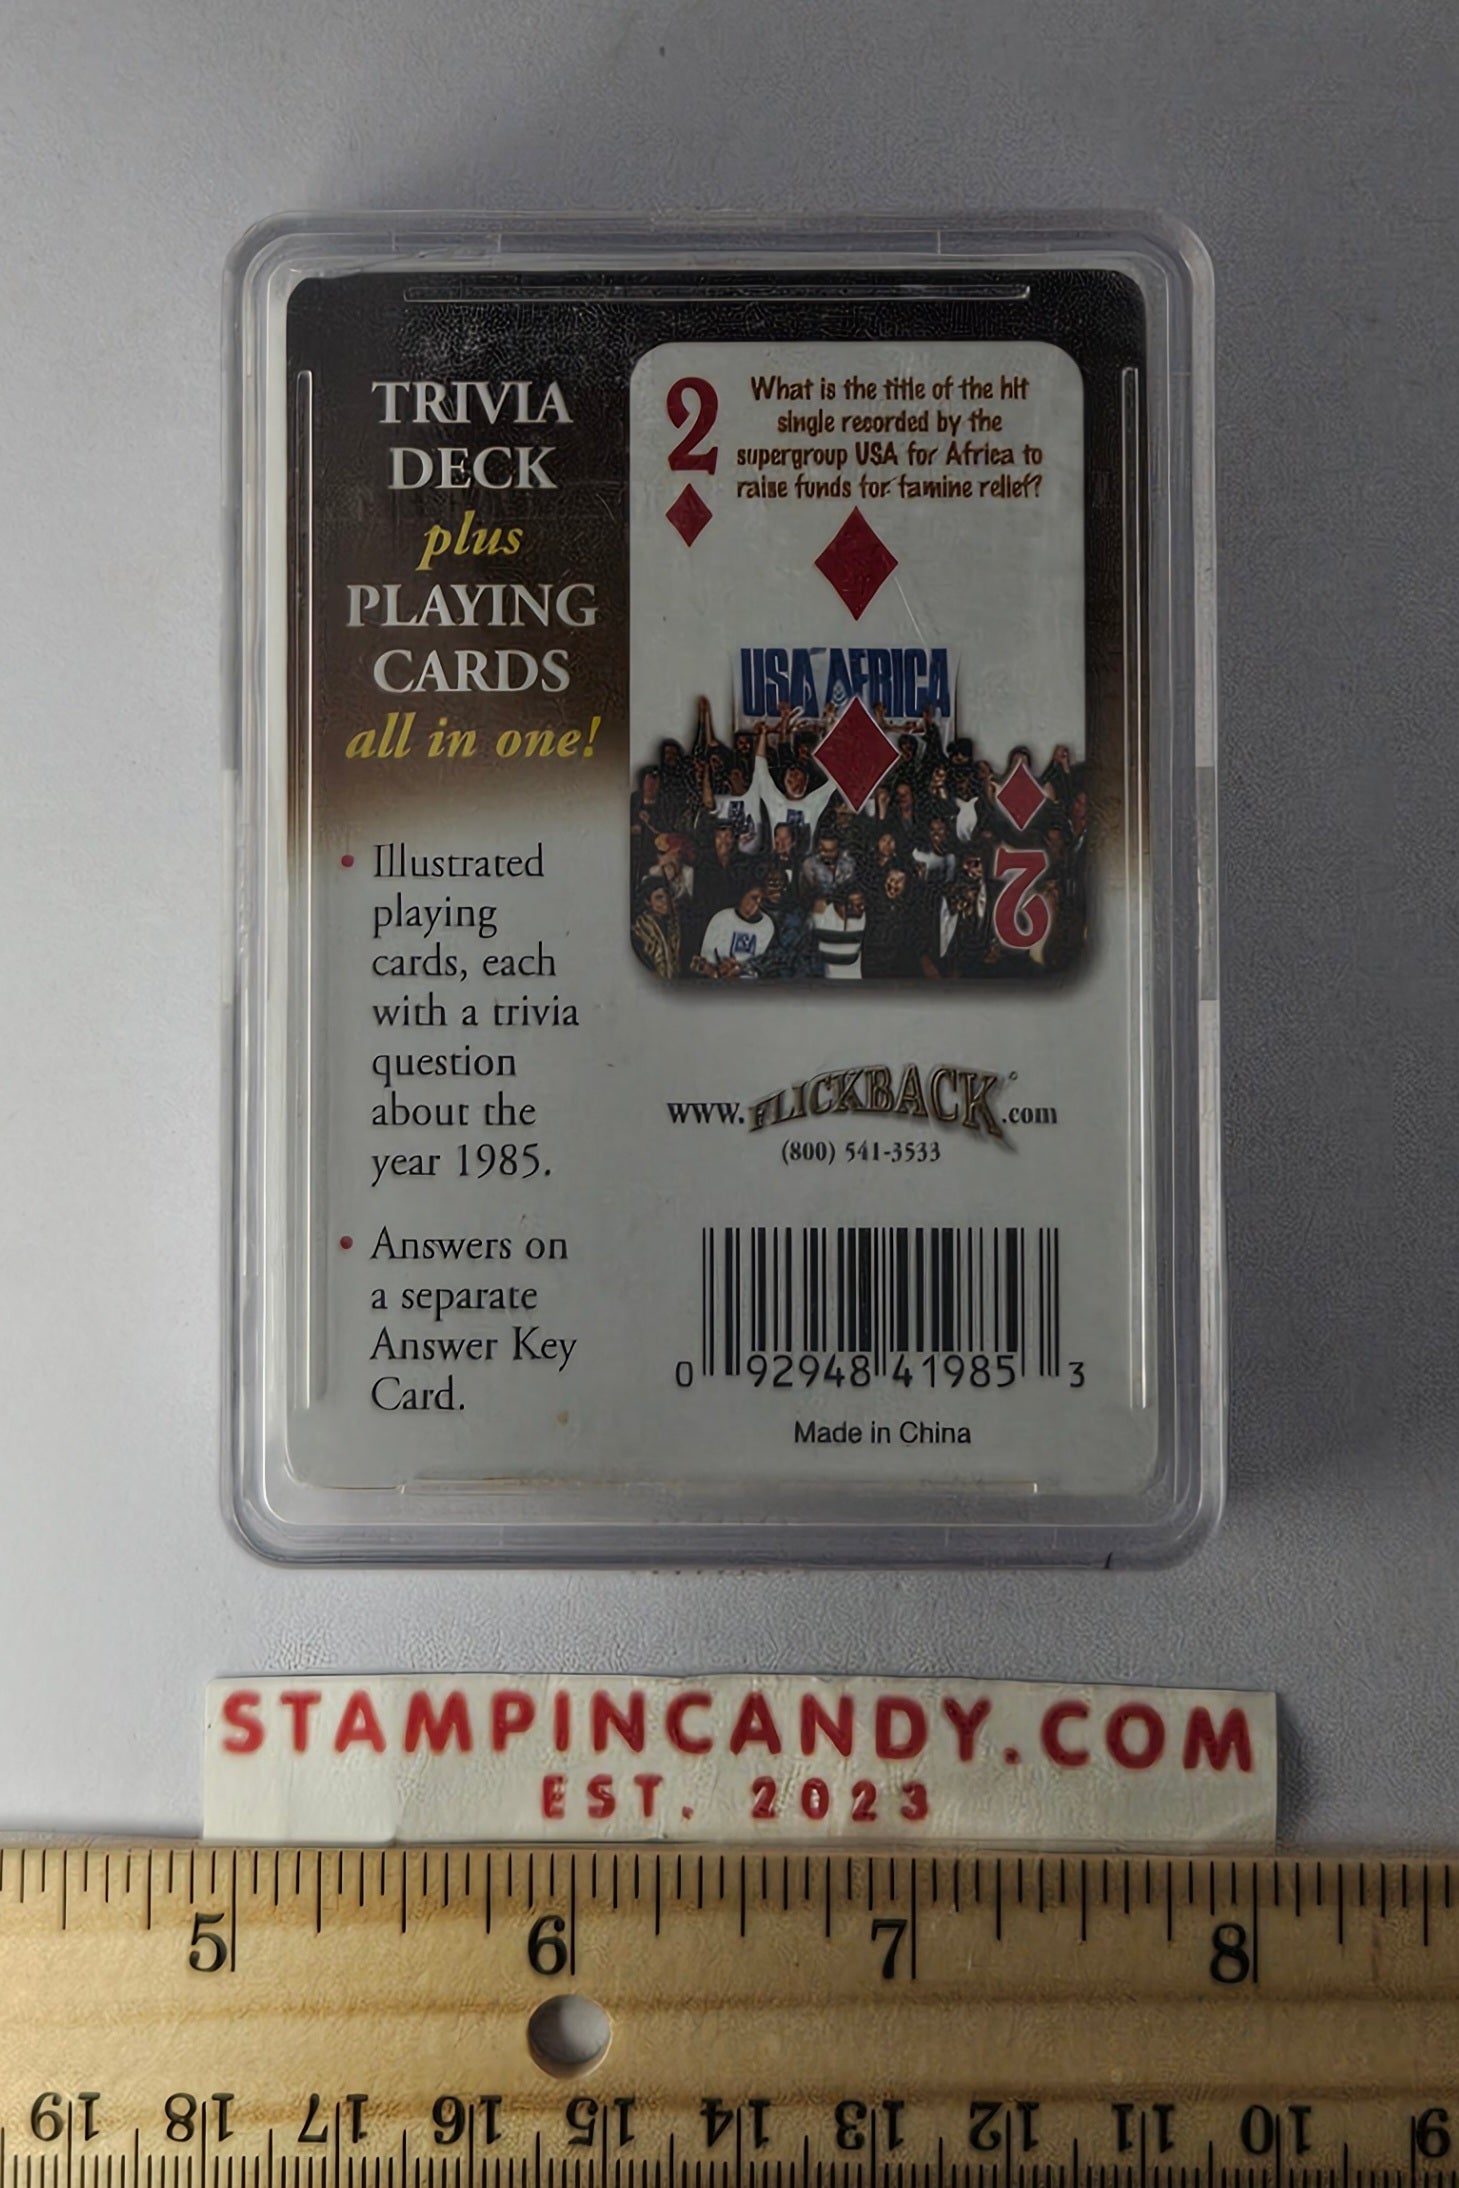 TRIVIA
DECK
plus
PLAYING
CARDS
all in one!
• Illustrated
playing
cards, each
with a trivia
question
about the
year 1985.
• Answers on
a separate
Answer Key
Card.
2
What is the title of the hit
single recorded by the
supergroup USA for Africa to
raise funds for famine relief?
USA AFRICA
USA
2
www.FLICKBACK®.com
(800) 541-3533
0 92948 41985 3
Made in China
STAMPINCANDY.COM
EST. 2023
5 6 7 8
19 18 17 16 15 14 13 12 11 10 9